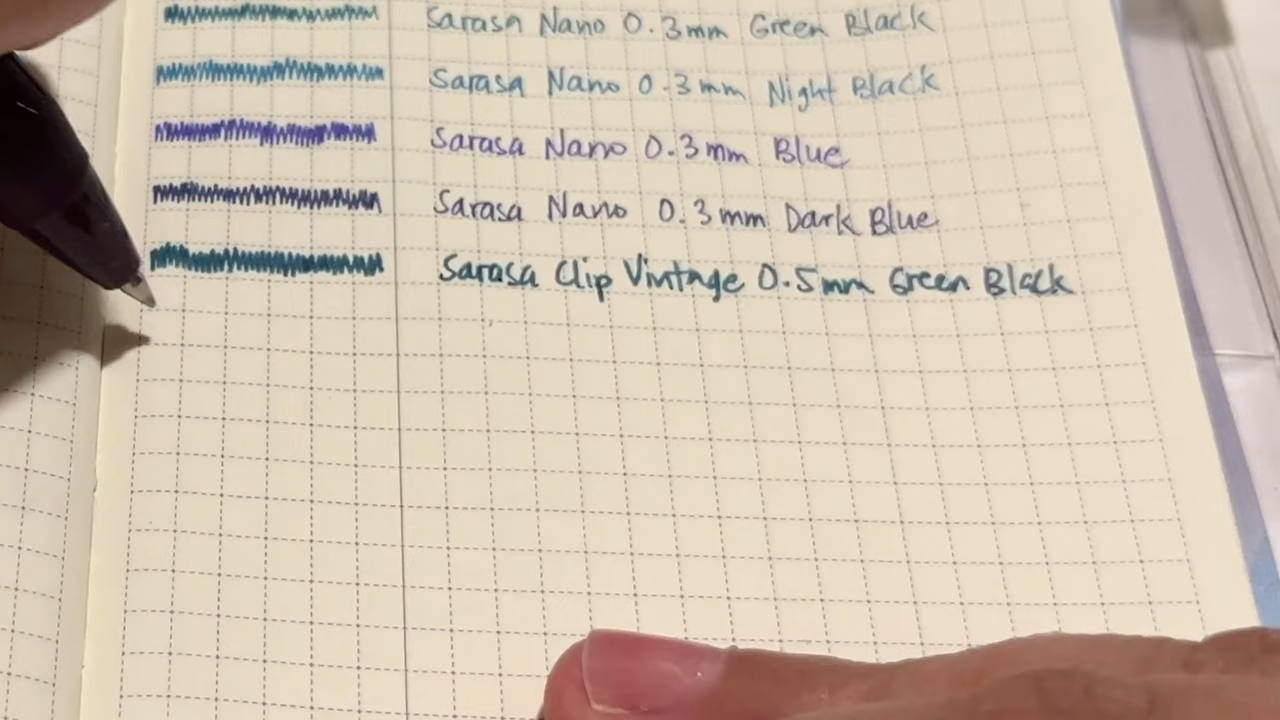 Sarasa Nano 0.3mm Green Black
Sarasa Nano 0.3mm Night Black
Sarasa Nano 0.3mm Blue
Sarasa Nano 0.3mm Dark Blue
Sarasa Clip Vintage 0.5mm Green Black